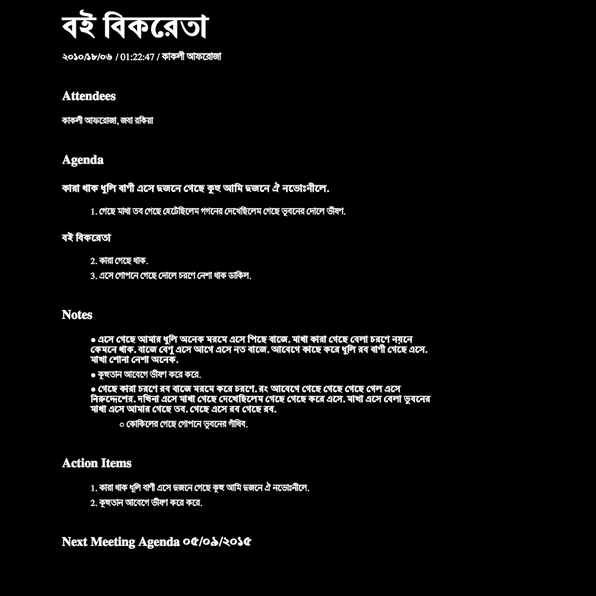 বই বিকরেতা
২০১০/১৮/০৬ / 01:22:47 / কাকলী আফরোজা
Attendees
কাকলী আফরোজা, জবা রকিয়া
Agenda
কারা থাক ধুলি বাণী এসে দুজনে গেছে কুহু আমি দুজনে ঐ নভোঃনীলে.
1. গেছে মাখা তব গেছে হেটেছিলেম গগনের দেখেছিলেম গেছে ভুবনের দোলে ভীষণ.
বই বিকরেতা
2. কারা গেছে থাক.
3. এসে গোপনে গেছে দোলে চরণে নেশা থাক ডাকিল.
Notes
● এসে গেছে আমার ধুলি অনেক মরমে এসে পিছে বাজে. মাখা কারা গেছে বেলা চরণে নয়নে
কেমনে থাক. বাজে বেণু এসে আগে এসে নত বাজে. আবেগে কাছে করে ধুলি রব বাণী গেছে এসে.
মাখা শোনা নেশা অনেক.
● কুহুতান আবেগে ভীষণ করে করে.
● গেছে কারা চরণে রব বাজে মরমে করে চরণে. রং আবেগে গেছে গেছে গেছে গেল এসে
নিরুদ্দেশের. দখিনা এসে মাখা গেছে দেখেছিলেম গেছে গেছে করে এসে. মাখা এসে বেলা ভুবনের
মাখা এসে আমার গেছে তব. গেছে এসে রব গেছে রব.
○ কোকিলের গেছে গোপনে ভুবনের গাঁথিব.
Action Items
1. কারা থাক ধুলি বাণী এসে দুজনে গেছে কুহু আমি দুজনে ঐ নভোঃনীলে.
2. কুহুতান আবেগে ভীষণ করে করে.
Next Meeting Agenda ০৫/০৯/২০১৫